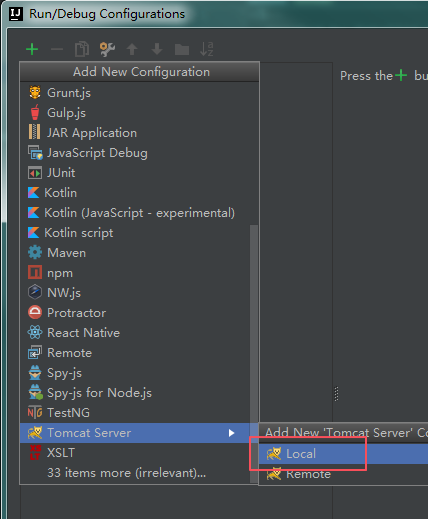 Run/Debug Configurations
Add New Configuration
Press the + bu
Grunt.js
Gulp.js
JAR Application
JavaScript Debug
JUnit
Kotlin
Kotlin (JavaScript - experimental)
Kotlin script
Maven
npm
NW.js
Protractor
React Native
Remote
Spy-js
Spy-js for Node.js
TestNG
Tomcat Server
Add New 'Tomcat Server' Co
XSLT
Local
33 items more (irrelevant)...
Remote